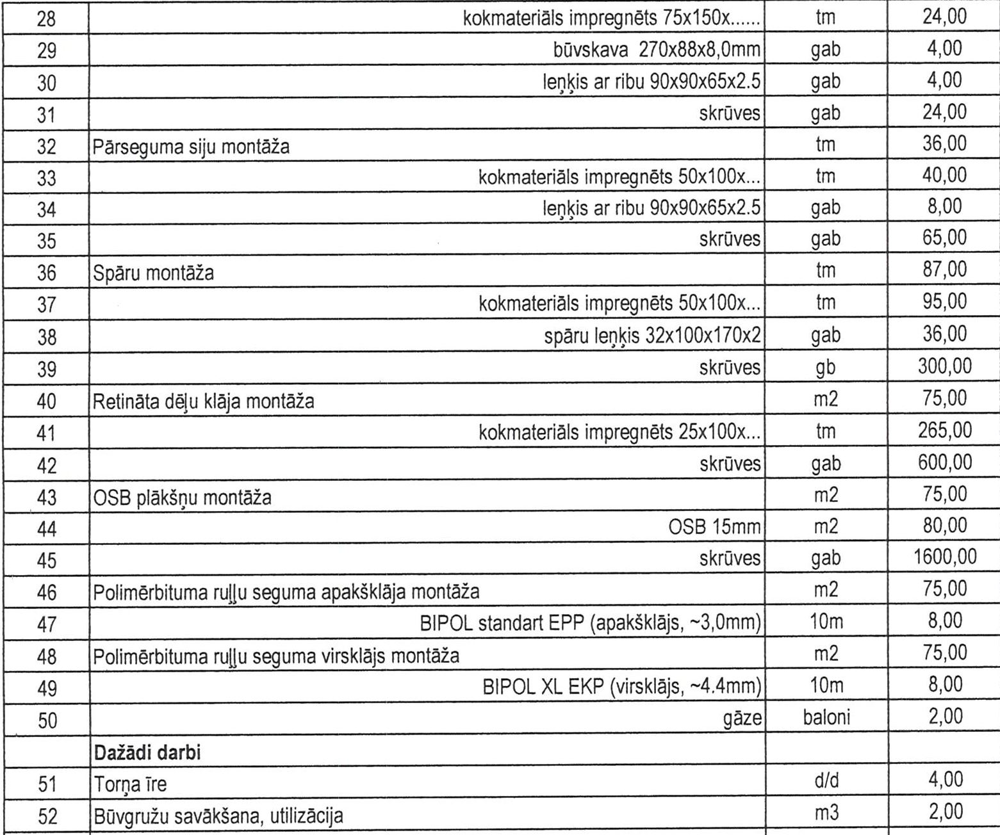 28 kokmateriāls impregnēts 75x150x...... tm 24,00
29 būvskava 270x88x8,0mm gab 4,00
30 leņķis ar ribu 90x90x65x2.5 gab 4,00
31 skrūves gab 24,00
32 Pārseguma siju montāža tm 36,00
33 kokmateriāls impregnēts 50x100x... tm 40,00
34 leņķis ar ribu 90x90x65x2.5 gab 8,00
35 skrūves gab 65,00
36 Spāru montāža tm 87,00
37 kokmateriāls impregnēts 50x100x... tm 95,00
38 spāru leņķis 32x100x170x2 gab 36,00
39 skrūves gb 300,00
40 Retināta dēļu klāja montāža m2 75,00
41 kokmateriāls impregnēts 25x100x... tm 265,00
42 skrūves gab 600,00
43 OSB plākšņu montāža m2 75,00
44 OSB 15mm m2 80,00
45 skrūves gab 1600,00
46 Polimērbituma ruļļu seguma apakšklāja montāža m2 75,00
47 BIPOL standart EPP (apakšklājs, ~3,0mm) 10m 8,00
48 Polimērbituma ruļļu seguma virsklājs montāža m2 75,00
49 BIPOL XL EKP (virsklājs, ~4.4mm) 10m 8,00
50 gāze baloni 2,00
Dažādi darbi
51 Torņa īre d/d 4,00
52 Būvgružu savākšana, utilizācija m3 2,00